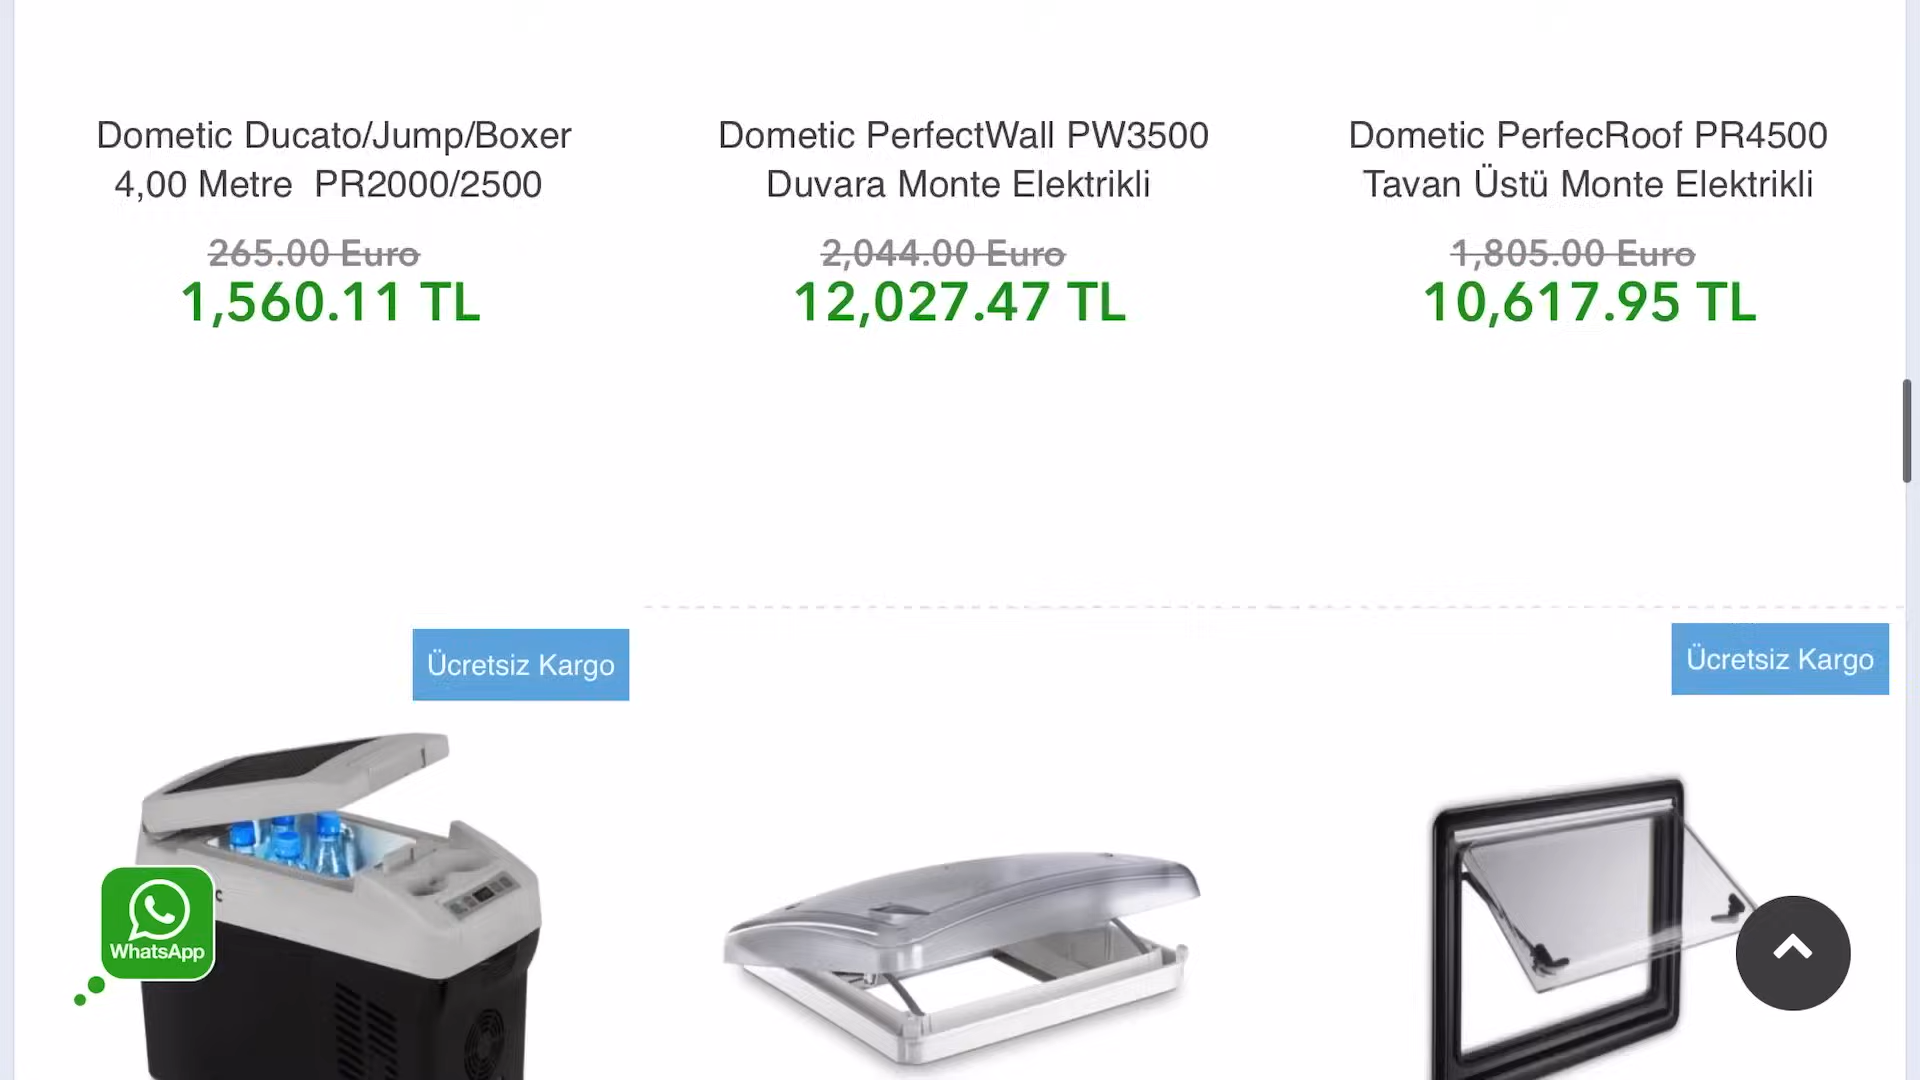 Dometic Ducato/Jump/Boxer
4,00 Metre PR2000/2500
265.00 Euro
1,560.11 TL
Dometic PerfectWall PW3500
Duvara Monte Elektrikli
2,044.00 Euro
12,027.47 TL
Dometic PerfecRoof PR4500
Tavan Üstü Monte Elektrikli
1,805.00 Euro
10,617.95 TL
Ücretsiz Kargo
Ücretsiz Kargo
WhatsApp